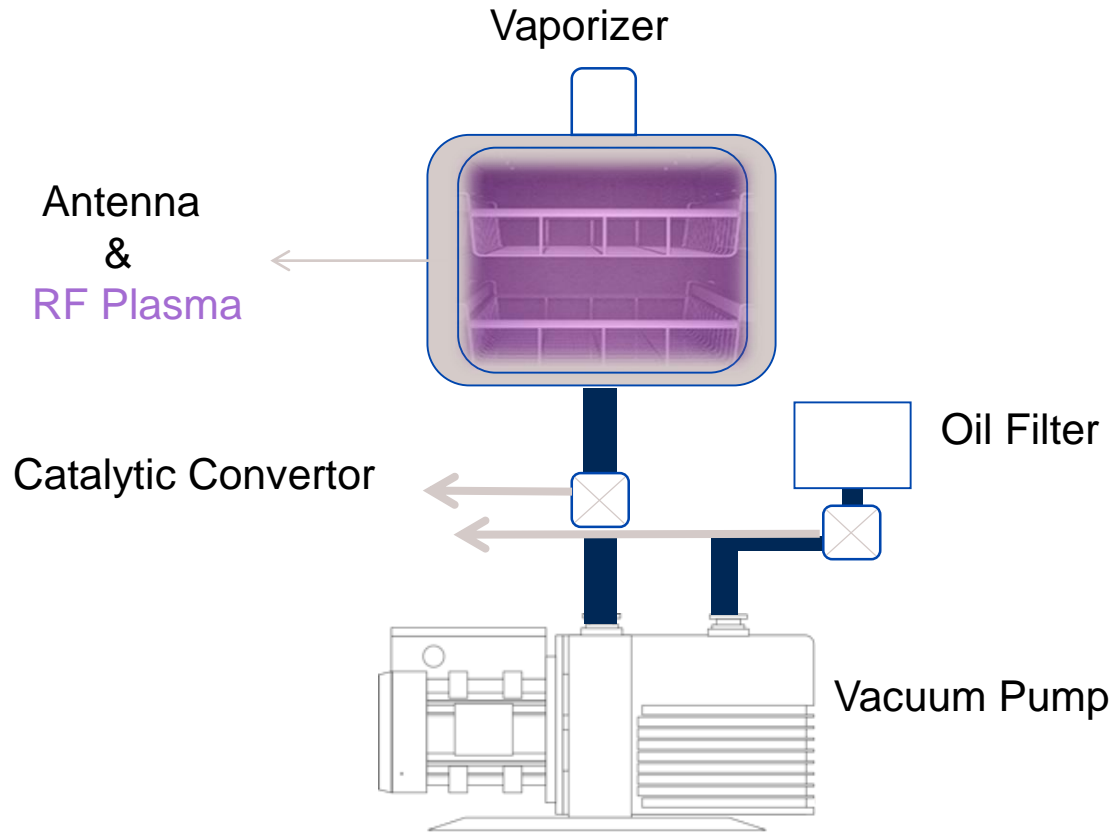 Vaporizer
Antenna
&
RF Plasma
Oil Filter
Catalytic Convertor
Vacuum Pump